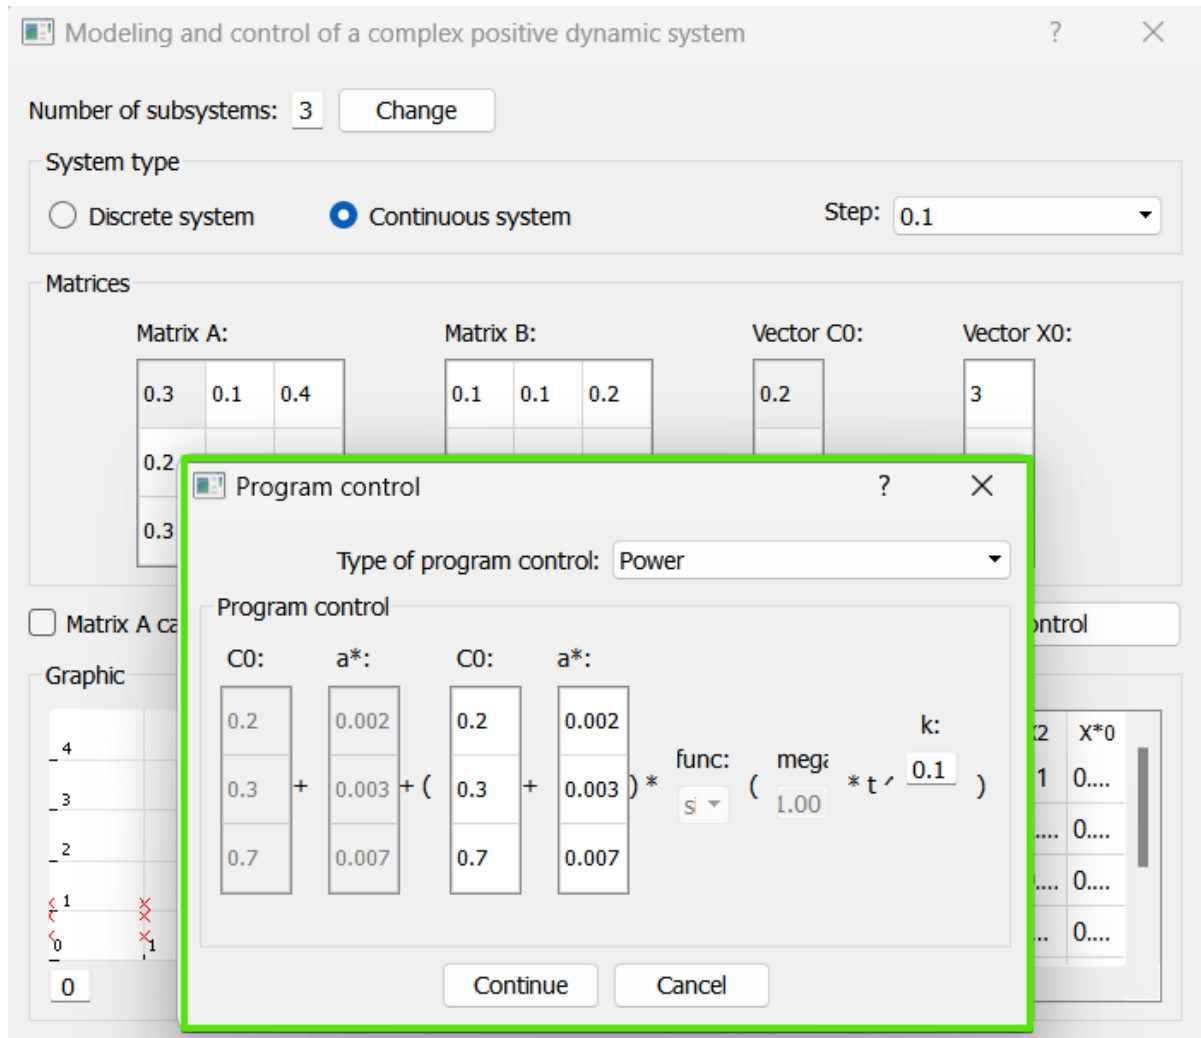 Modeling and control of a complex positive dynamic system ? ×
Number of subsystems: 3 Change
System type
Discrete system Continuous system Step: 0.1
Matrices
Matrix A: Matrix B: Vector C0: Vector X0:
0.3 0.1 0.4 0.1 0.1 0.2 0.2 3
0.2
0.3
Program control ? ×
Type of program control: Power
Program control
C0: a*: C0: a*:
0.2 0.002 0.2 0.002
0.3 + 0.003 + ( 0.3 + 0.003 ) * func: ( * t 0.1 )
k:
1.00
0.7 0.007 0.7 0.007
Continue Cancel
Matrix A
Graphic
4
3
2
1
0 1
0
X*0
1 0....
0....
0....
0....